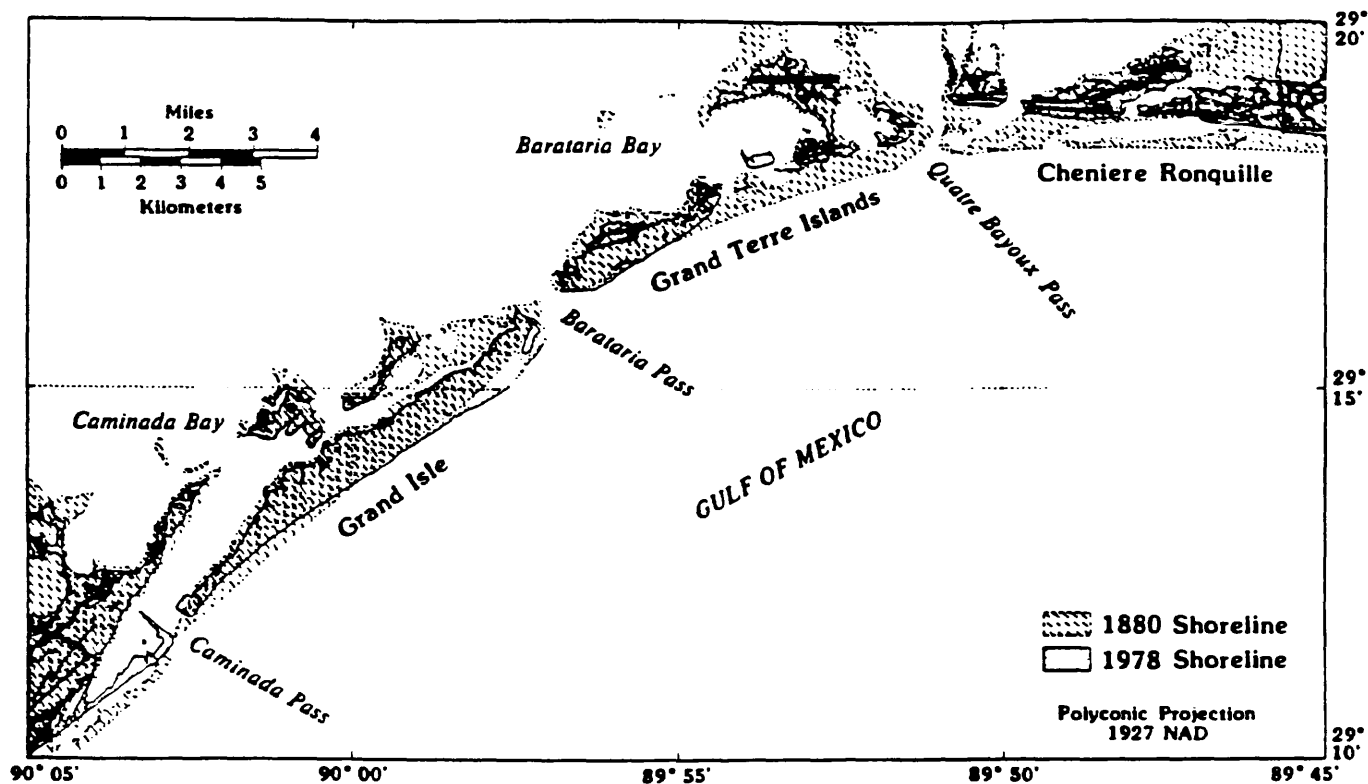 29°
20'
Miles
0 1 2 3 4
0 1 2 3 4 5
Kilometers
Barataria Bay
Cheniere Ronquille
Quatre Bayoux Pass
Grand Terre Islands
Barataria Pass
29°
15'
Caminada Bay
GULF OF MEXICO
Grand Isle
1880 Shoreline
1978 Shoreline
Caminada Pass
Polyconic Projection
1927 NAD
29°
10'
90° 05' 90° 00' 89° 55' 89° 50' 89° 45'